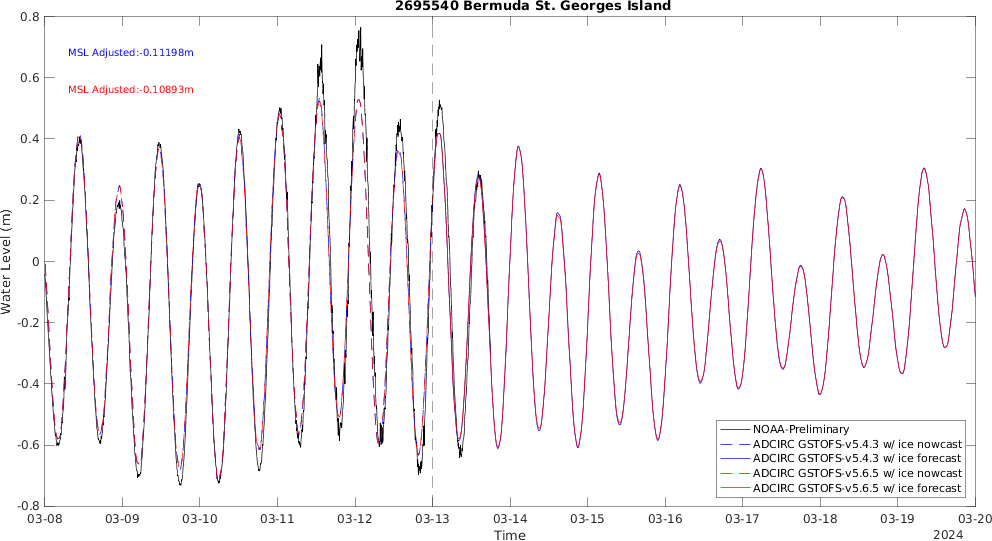 2695540 Bermuda St. Georges Island
MSL Adjusted:-0.11198m
MSL Adjusted:-0.10893m
Water Level (m)
0.8
0.6
0.4
0.2
0
-0.2
-0.4
-0.6
-0.8
NOAA-Preliminary
ADCIRC GSTOFS-v5.4.3 w/ ice nowcast
ADCIRC GSTOFS-v5.4.3 w/ ice forecast
ADCIRC GSTOFS-v5.6.5 w/ ice nowcast
ADCIRC GSTOFS-v5.6.5 w/ ice forecast
03-08 03-09 03-10 03-11 03-12 03-13 03-14 03-15 03-16 03-17 03-18 03-19 03-20
Time
2024